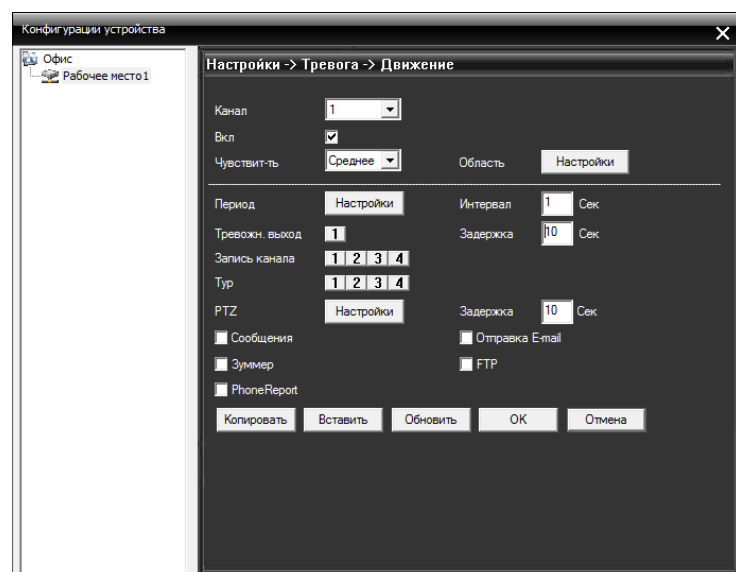 Конфигурации устройства
Офис
Рабочее место1
Настройки -> Тревога -> Движение
Канал 1
Вкл
Чувствит-ть Среднее Область Настройки
Период Настройки Интервал 1 Сек
Тревожн. выход 1 Задержка 10 Сек
Запись канала 1 2 3 4
Тур 1 2 3 4
PTZ Настройки Задержка 10 Сек
Сообщения Отправка E-mail
Зуммер FTP
PhoneReport
Копировать Вставить Обновить OK Отмена